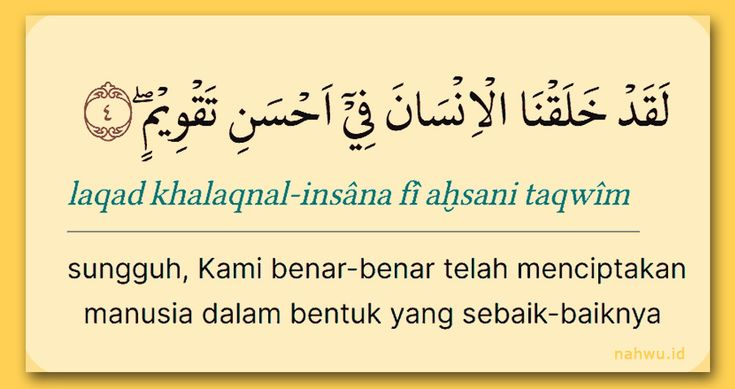 لَقَدْ خَلَقْنَا الْاِنْسَانَ فِيْٓ اَحْسَنِ تَقْوِيْمٍۖ ٤
laqad khalaqnal-insâna fî aḫsani taqwîm
sungguh, Kami benar-benar telah menciptakan
manusia dalam bentuk yang sebaik-baiknya
nahwu.id